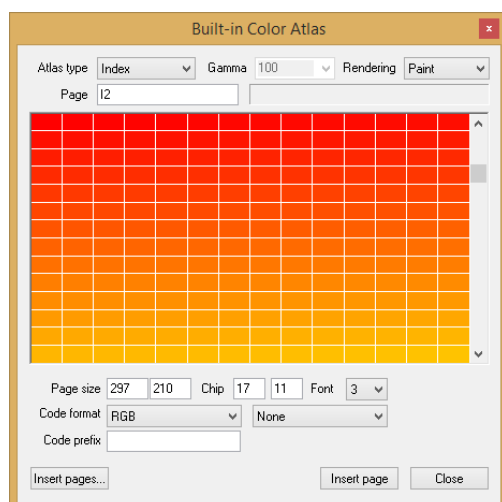 Built-in Color Atlas
x
Atlas type Index Gamma 100 Rendering Paint
Page I2
Page size 297 210 Chip 17 11 Font 3
Code format RGB None
Code prefix
Insert pages... Insert page Close